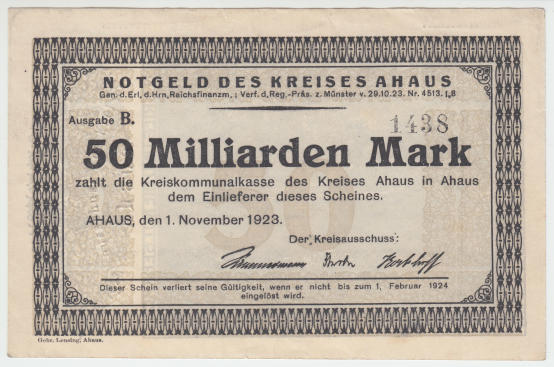 NOTGELD DES KREISES AHAUS
Gen. d. Erl. d. Hrn. Reichsfinanzm. ; Verf. d. Reg.-Präs. z. Münster v. 29.10.23. Nr. 4513. I,8
Ausgabe B.
1438
50 Milliarden Mark
zahlt die Kreiskommunalkasse des Kreises Ahaus in Ahaus
dem Einlieferer dieses Scheines.
50
AHAUS, den 1. November 1923.
Der Kreisausschuss:
Dieser Schein verliert seine Gültigkeit, wenn er nicht bis zum 1. Februar 1924
eingelöst wird.
Gebr. Lensing, Ahaus.